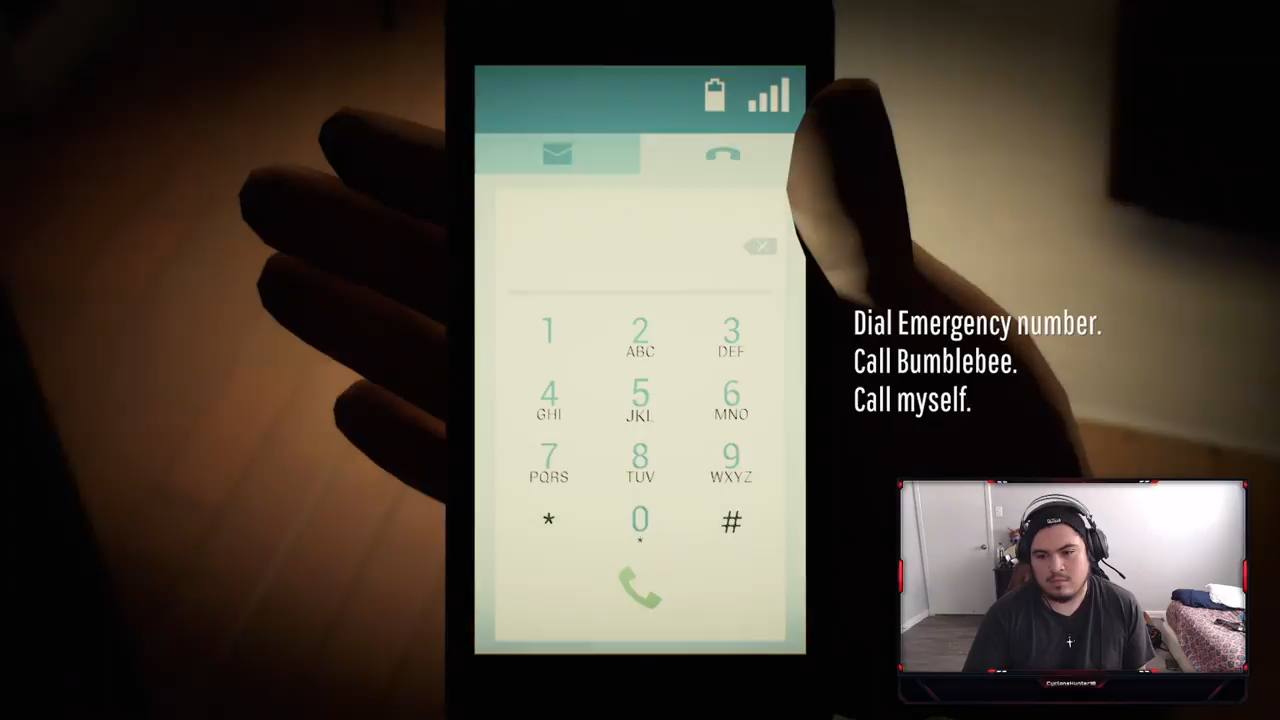 1 2 3
ABC DEF
4 5 6
GHI JKL MNO
7 8 9
PQRS TUV WXYZ
* 0 #
Dial Emergency number.
Call Bumblebee.
Call myself.